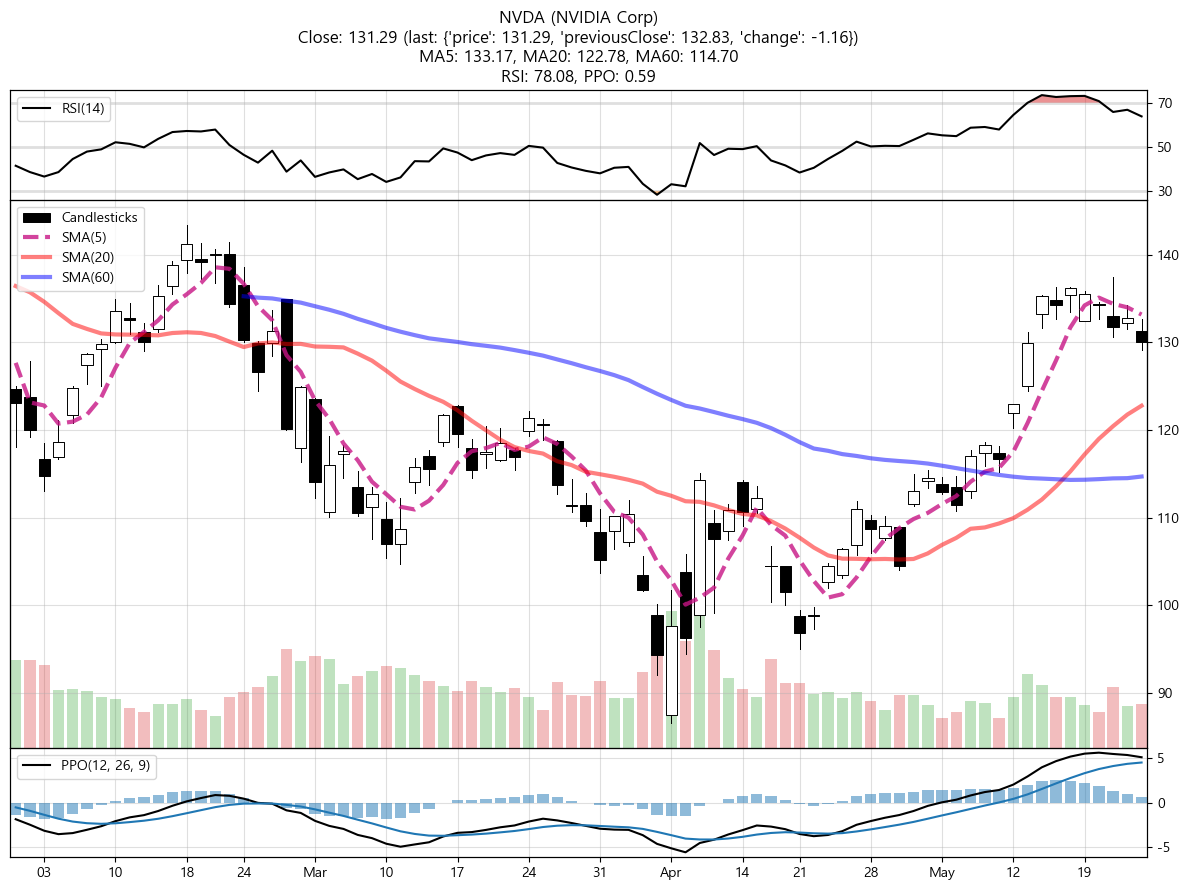 NVDA (NVIDIA Corp)
Close: 131.29 (last: {'price': 131.29, 'previousClose': 132.83, 'change': -1.16})
MA5: 133.17, MA20: 122.78, MA60: 114.70
RSI: 78.08, PPO: 0.59
RSI(14)
70
50
30
Candlesticks
SMA(5)
SMA(20)
SMA(60)
140
130
120
110
100
90
PPO(12, 26, 9)
5
0
-5
03 10 18 24 Mar 10 17 24 31 Apr 14 21 28 May 12 19